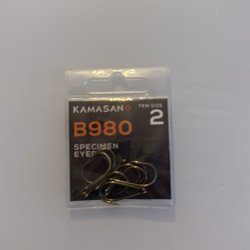 KAMASAN
TEN SIZE
2
B980
SPECIMEN
EYED